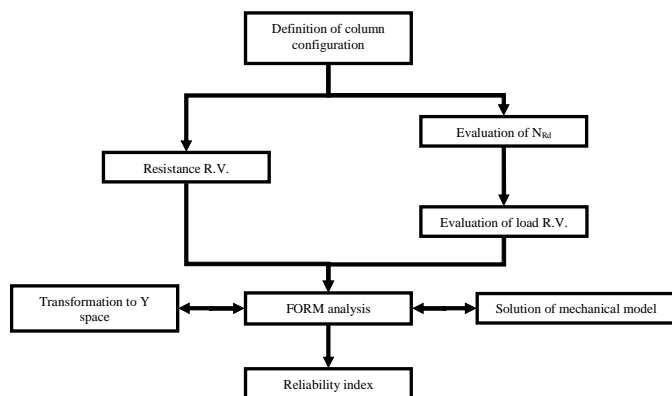 Definition of column
configuration
Evaluation of N_Rd
Resistance R.V.
Evaluation of load R.V.
Transformation to Y
space
FORM analysis
Solution of mechanical model
Reliability index